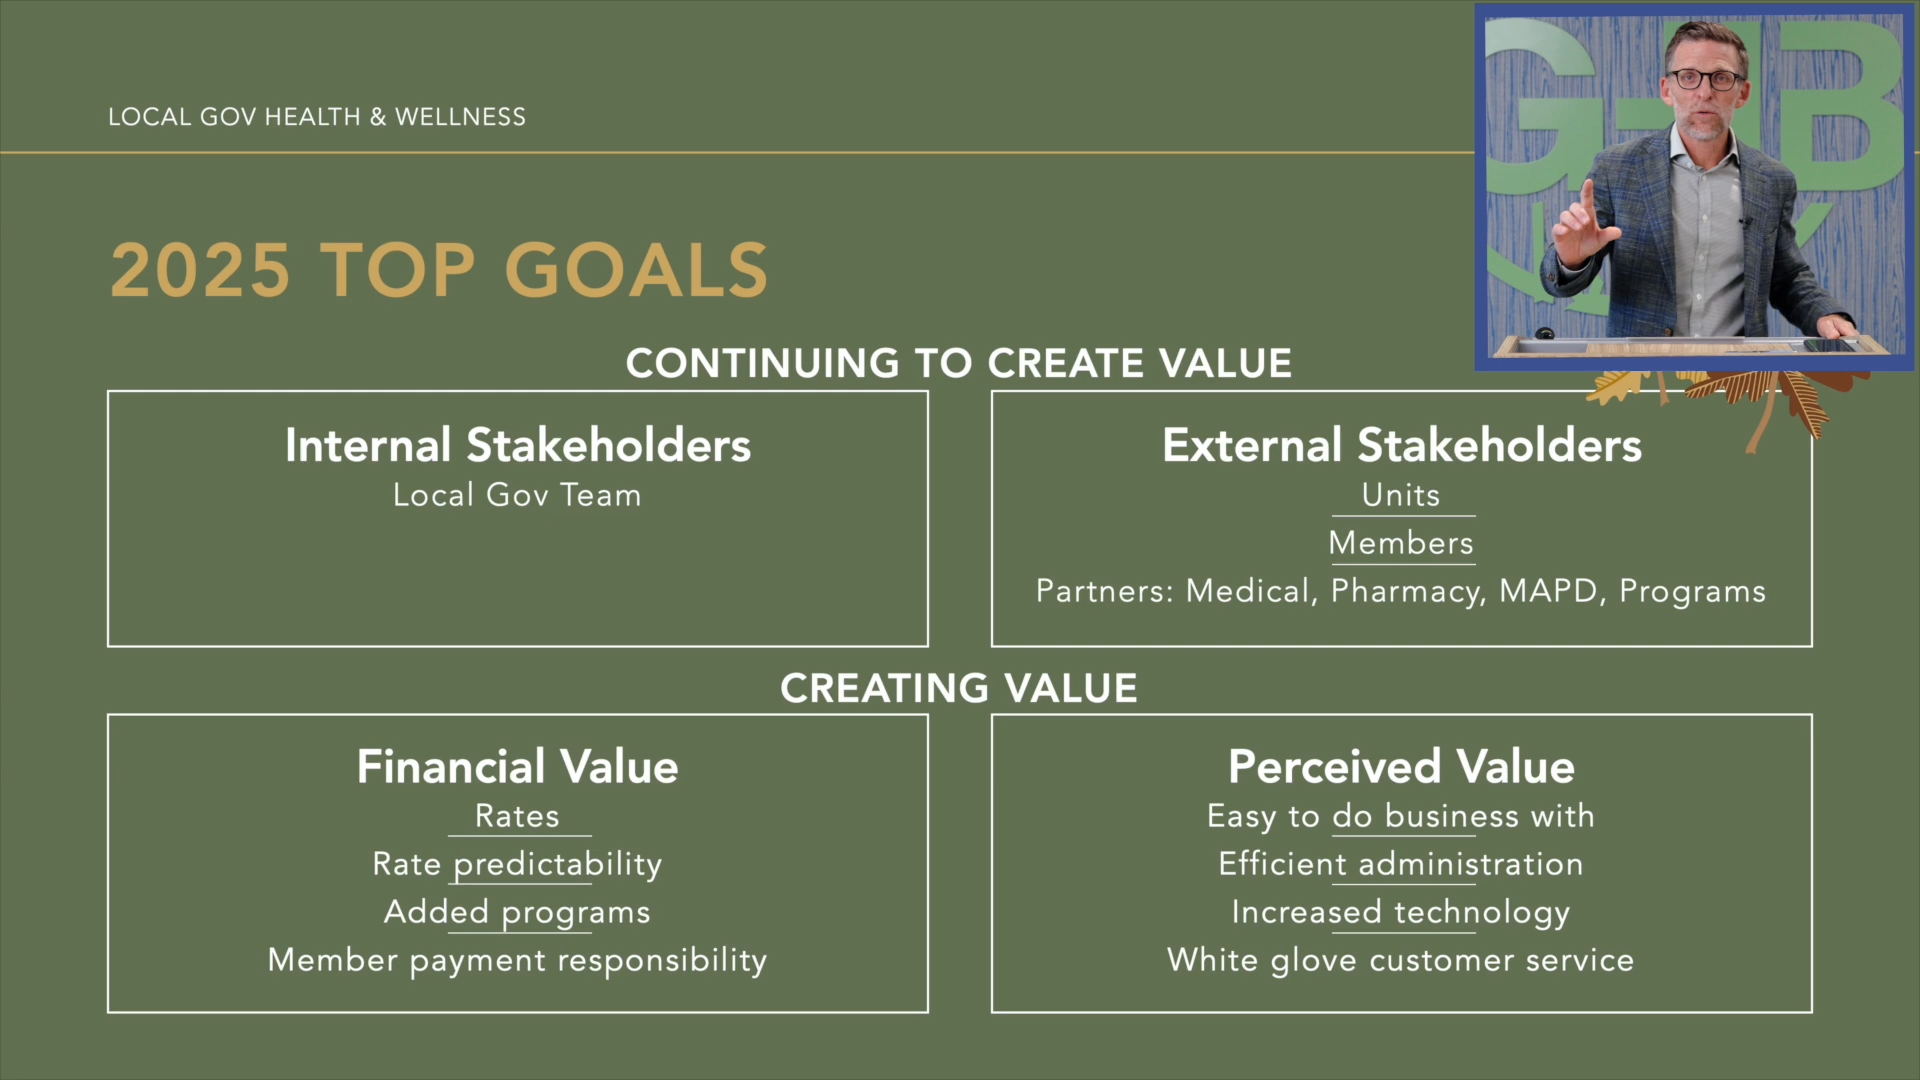 LOCAL GOV HEALTH & WELLNESS
2025 TOP GOALS
CONTINUING TO CREATE VALUE
Internal Stakeholders
Local Gov Team
External Stakeholders
Units
Members
Partners: Medical, Pharmacy, MAPD, Programs
CREATING VALUE
Financial Value
Rates
Rate predictability
Added programs
Member payment responsibility
Perceived Value
Easy to do business with
Efficient administration
Increased technology
White glove customer service